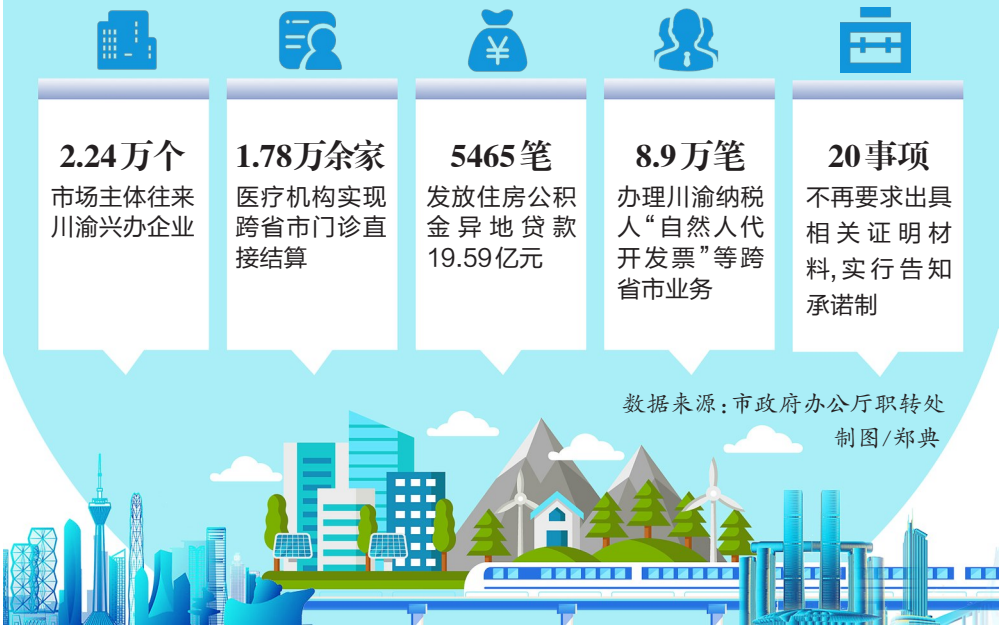 2.24万个
市场主体往来
川渝兴办企业
1.78万余家
医疗机构实现
跨省市门诊直
接结算
5465笔
发放住房公积
金异地贷款
19.59亿元
8.9万笔
办理川渝纳税
人“自然人代
开发票”等跨
省市业务
20事项
不再要求出具
相关证明材
料,实行告知
承诺制
数据来源:市政府办公厅职转处
制图/郑典